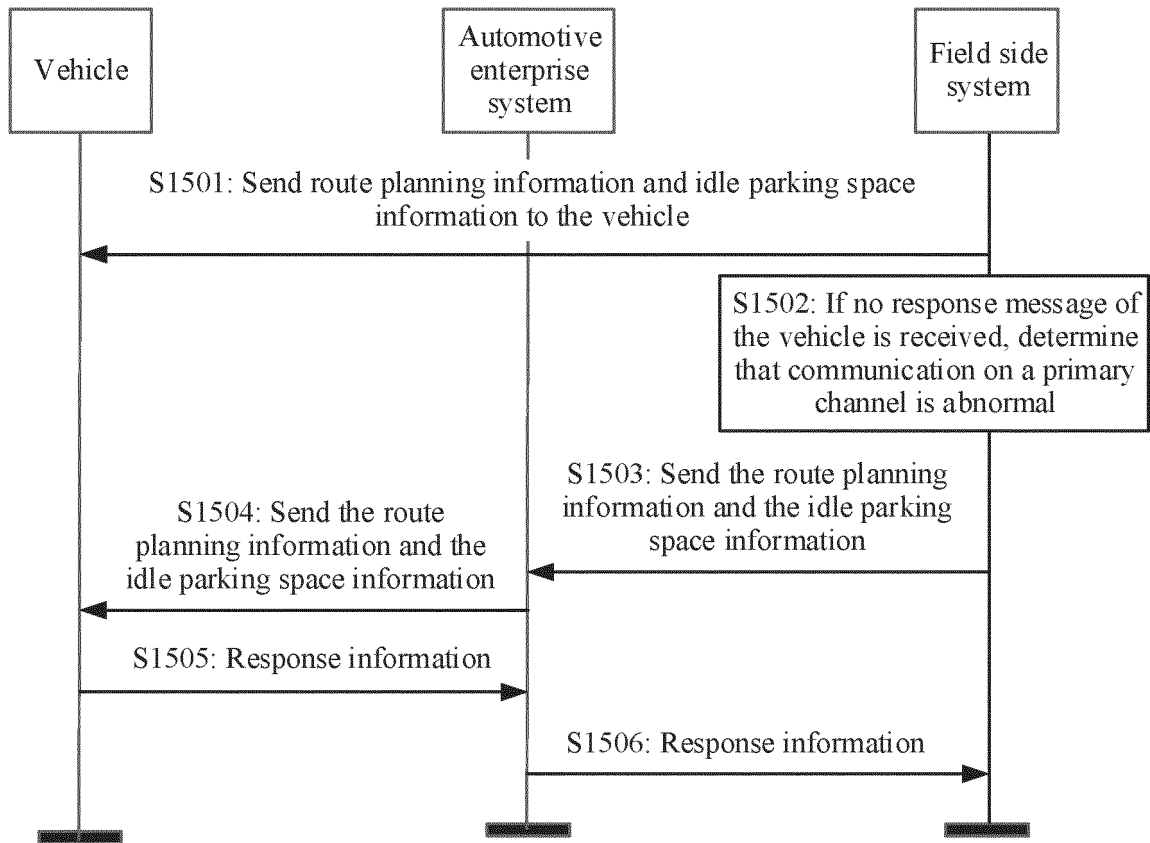 Vehicle
Automotive
enterprise
system
Field side
system
S1501: Send route planning information and idle parking space
information to the vehicle
S1502: If no response message of
the vehicle is received, determine
that communication on a primary
channel is abnormal
S1503: Send the route planning
information and the idle parking
space information
S1504: Send the route
planning information and the
idle parking space information
S1505: Response information
S1506: Response information